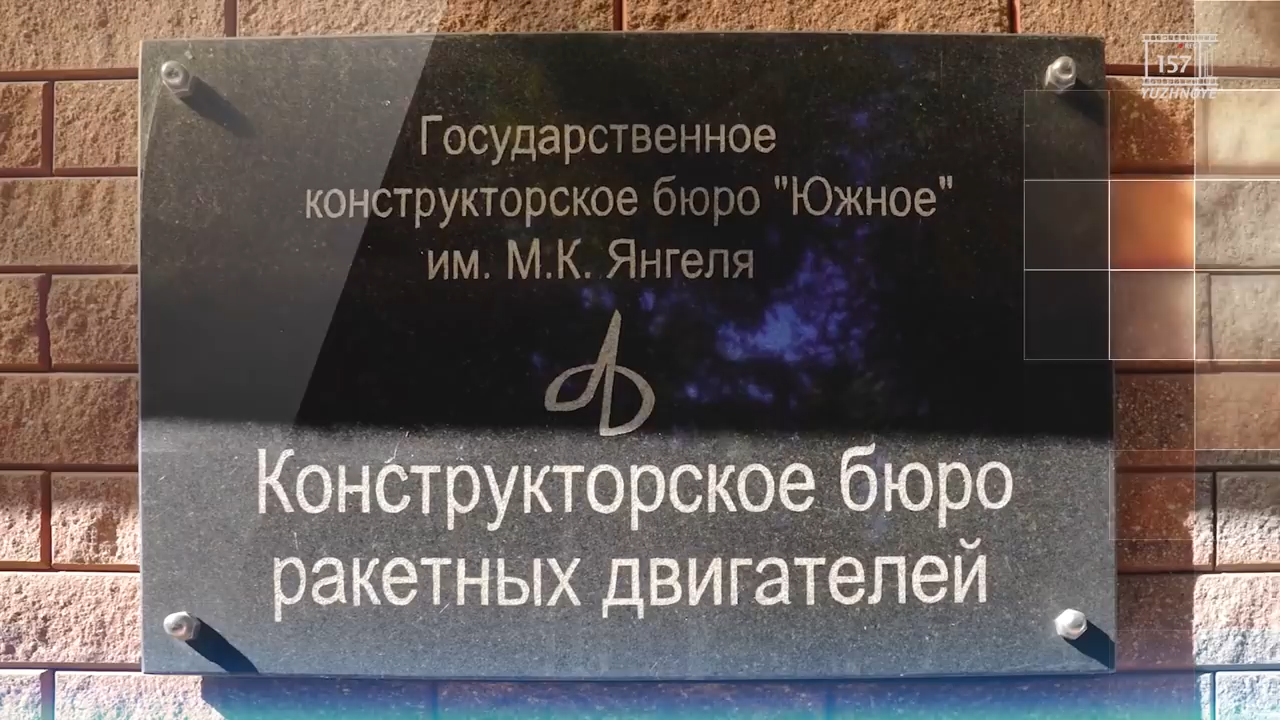 157
YUZHNOYE
Государственное
конструкторское бюро "Южное"
им. М.К. Янгеля
Конструкторское бюро
ракетных двигателей